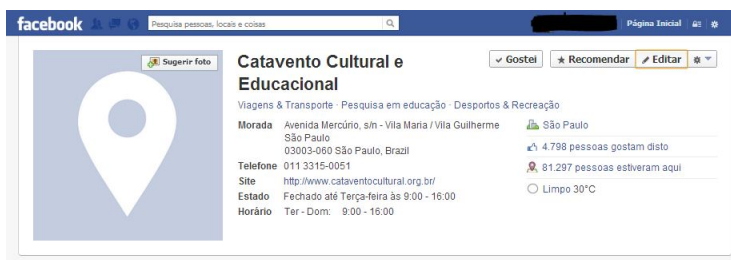 facebook Pesquisa pessoas, locais e coisas Página Inicial
Sugerir foto
Catavento Cultural e
Educacional
Gostei Recomendar Editar
Viagens & Transporte · Pesquisa em educação · Desportos & Recreação
Morada Avenida Mercúrio, s/n - Vila Maria / Vila Guilherme
São Paulo
03003-060 São Paulo, Brazil
Telefone 011 3315-0051
Site http://www.cataventocultural.org.br/
Estado Fechado até Terça-feira às 9:00 - 16:00
Horário Ter - Dom: 9:00 - 16:00
São Paulo
4.798 pessoas gostam disto
81.297 pessoas estiveram aqui
Limpo 30°C